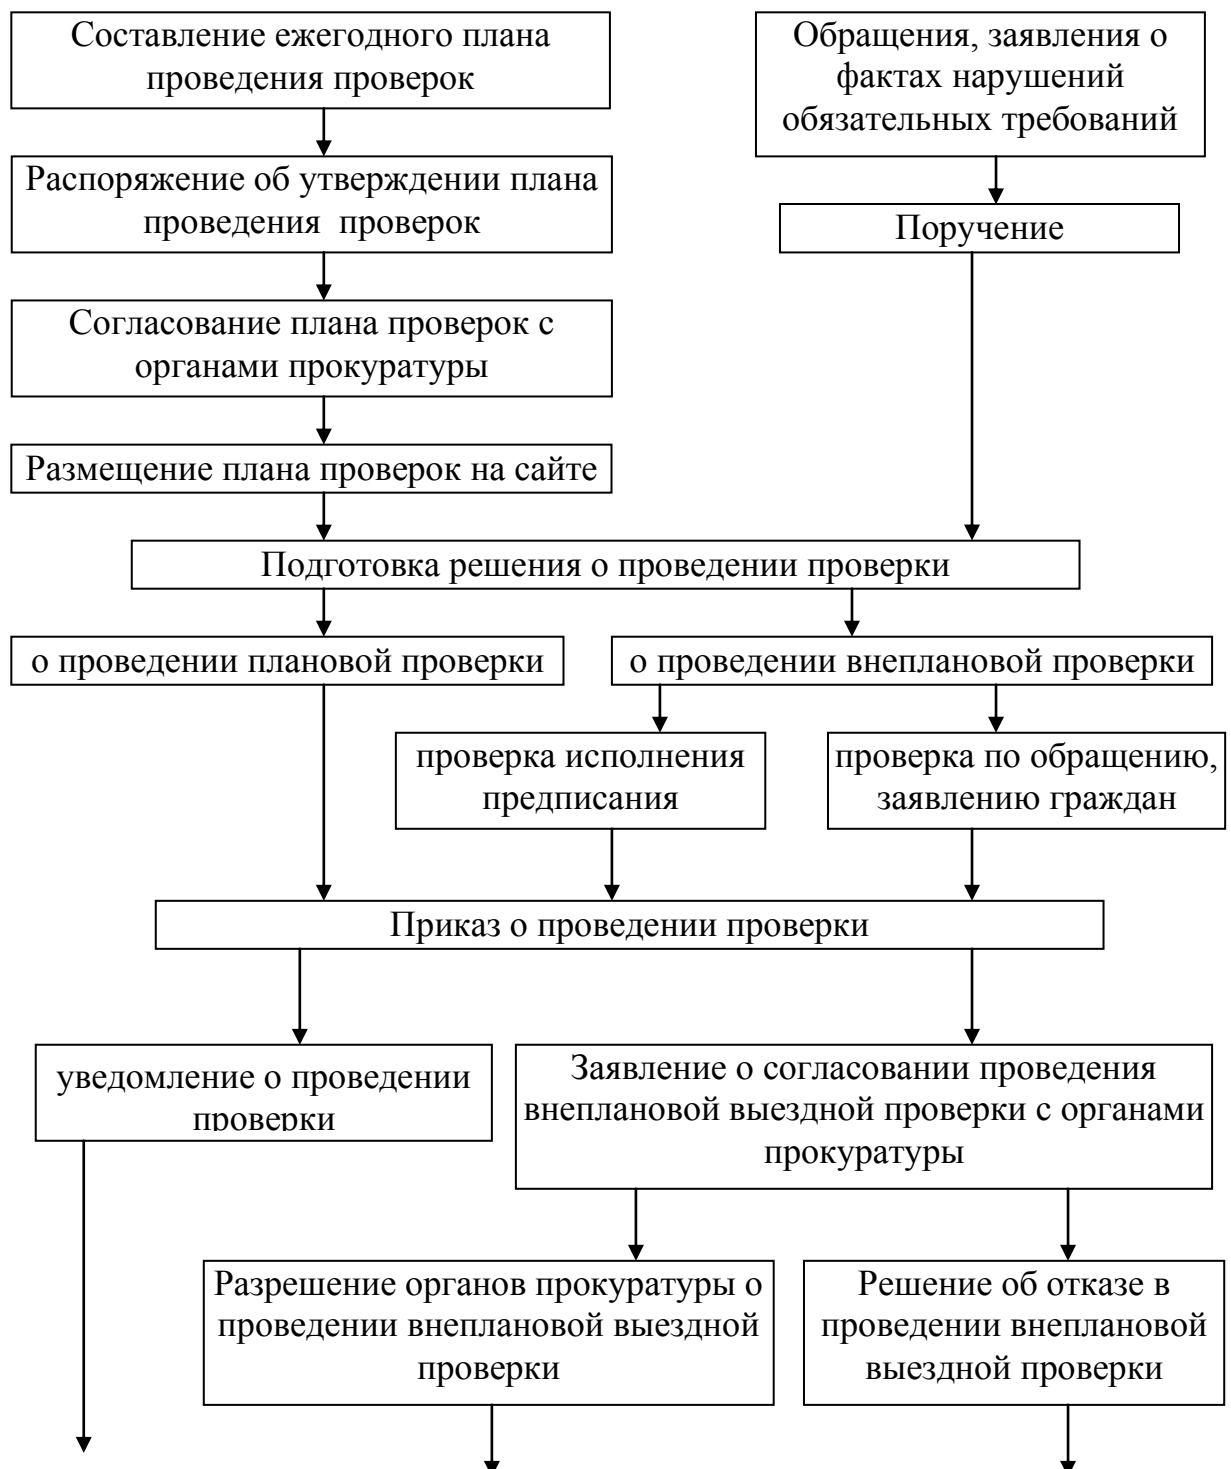 Составление ежегодного плана
проведения проверок
Обращения, заявления о
фактах нарушений
обязательных требований
Распоряжение об утверждении плана
проведения проверок
Поручение
Согласование плана проверок с
органами прокуратуры
Размещение плана проверок на сайте
Подготовка решения о проведении проверки
о проведении плановой проверки
о проведении внеплановой проверки
проверка исполнения
предписания
проверка по обращению,
заявлению граждан
Приказ о проведении проверки
уведомление о проведении
проверки
Заявление о согласовании проведения
внеплановой выездной проверки с органами
прокуратуры
Разрешение органов прокуратуры о
проведении внеплановой выездной
проверки
Решение об отказе в
проведении внеплановой
выездной проверки